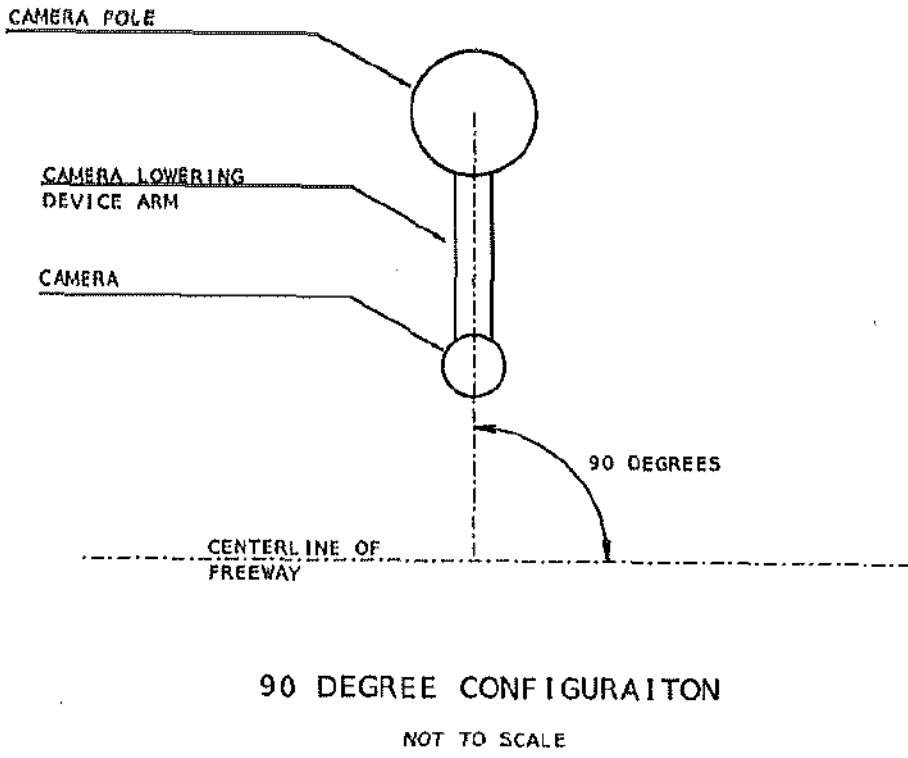 CAMERA POLE
CAMERA LOWERING
DEVICE ARM
CAMERA
90 DEGREES
CENTERLINE OF
FREEWAY
90 DEGREE CONFIGURAITON
NOT TO SCALE